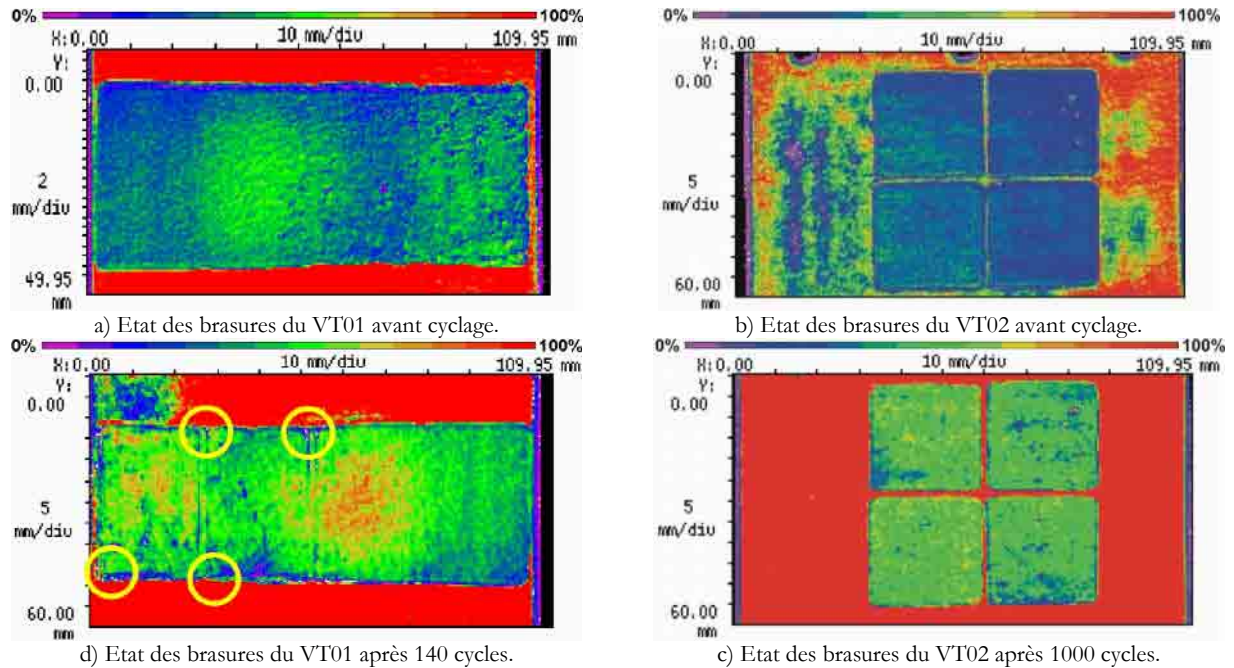 0% 100%
X:0.00 10 mm/div 109.95 mm
Y:
0.00
2
mm/div
49.95
mm
a) Etat des brasures du VT01 avant cyclage.
0% 100%
X:0.00 10 mm/div 109.95 mm
Y:
0.00
5
mm/div
60.00
mm
b) Etat des brasures du VT02 avant cyclage.
0% 100%
X:0.00 10 mm/div 109.95 mm
Y:
0.00
5
mm/div
60.00
mm
d) Etat des brasures du VT01 après 140 cycles.
0% 100%
X:0.00 10 mm/div 109.95 mm
Y:
0.00
5
mm/div
60.00
mm
c) Etat des brasures du VT02 après 1000 cycles.